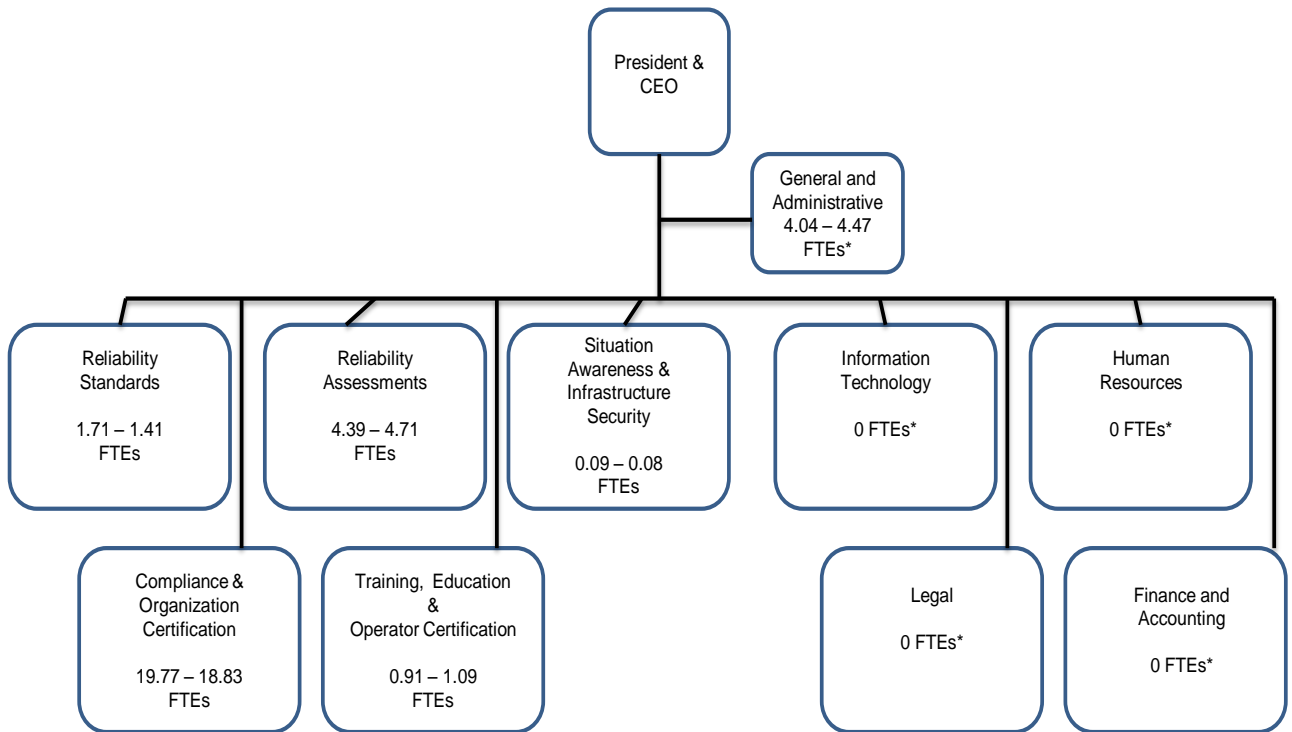 President &
CEO
General and
Administrative
4.04 – 4.47
FTEs*
Reliability
Standards
1.71 – 1.41
FTEs
Reliability
Assessments
4.39 – 4.71
FTEs
Situation
Awareness &
Infrastructure
Security
0.09 – 0.08
FTEs
Information
Technology
0 FTEs*
Human
Resources
0 FTEs*
Compliance &
Organization
Certification
19.77 – 18.83
FTEs
Training, Education
&
Operator Certification
0.91 – 1.09
FTEs
Legal
0 FTEs*
Finance and
Accounting
0 FTEs*